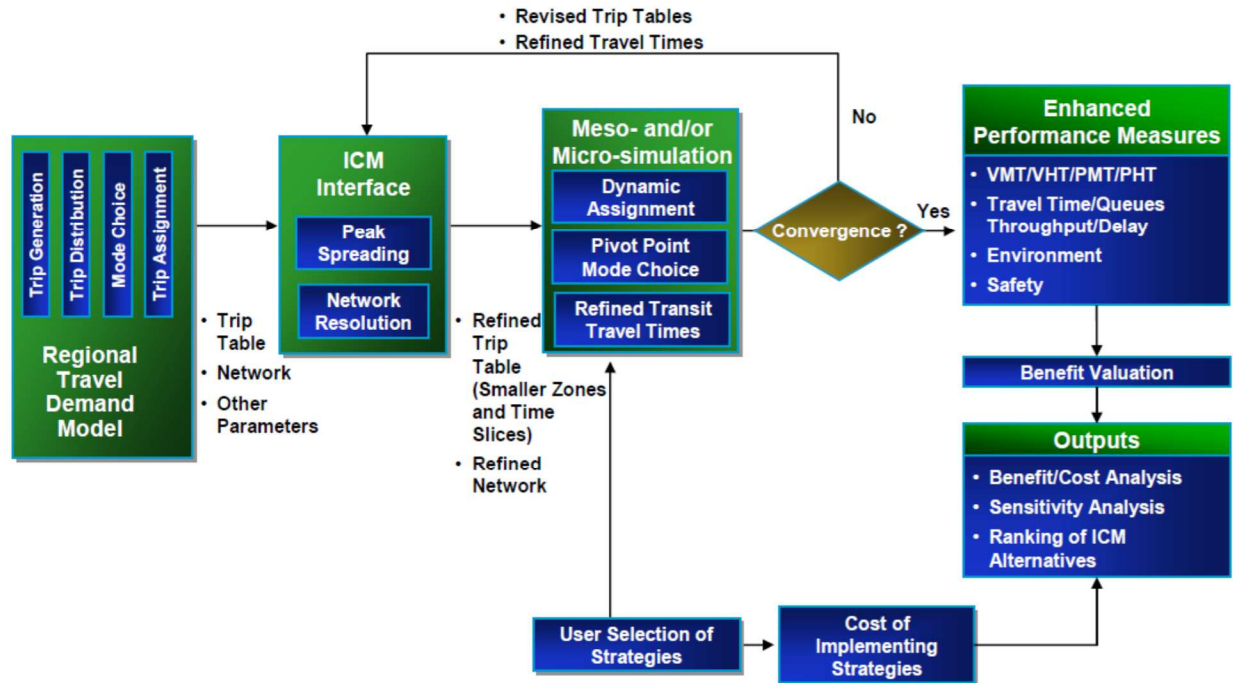 • Revised Trip Tables
• Refined Travel Times
Trip Generation
Trip Distribution
Mode Choice
Trip Assignment
Regional
Travel
Demand
Model
• Trip
Table
• Network
• Other
Parameters
ICM
Interface
Peak
Spreading
Network
Resolution
• Refined
Trip
Table
(Smaller Zones
and Time
Slices)
• Refined
Network
Meso- and/or
Micro-simulation
Dynamic
Assignment
Pivot Point
Mode Choice
Refined Transit
Travel Times
No
Convergence ?
Yes
Enhanced
Performance Measures
• VMT/VHT/PMT/PHT
• Travel Time/Queues
Throughput/Delay
• Environment
• Safety
Benefit Valuation
Outputs
• Benefit/Cost Analysis
• Sensitivity Analysis
• Ranking of ICM
Alternatives
User Selection of
Strategies
Cost of
Implementing
Strategies